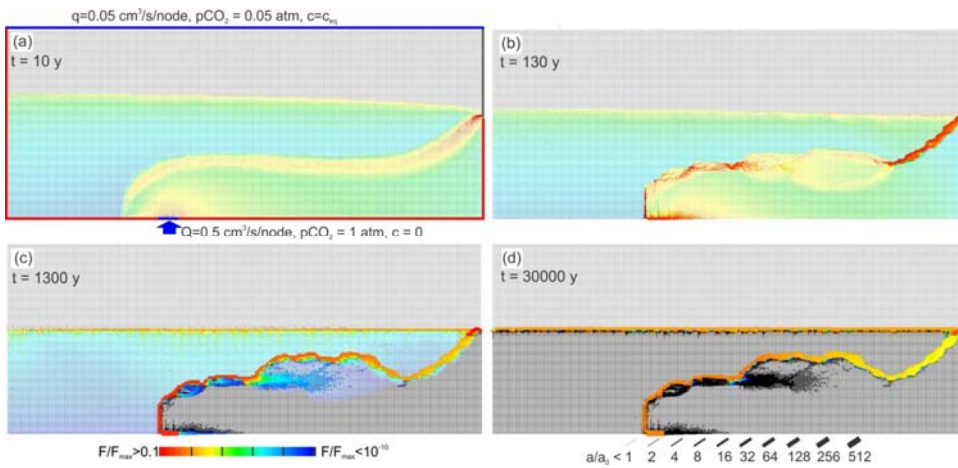 q=0.05 cm³/s/node, pCO₂ = 0.05 atm, c=c_eq
(a)
t = 10 y
(b)
t = 130 y
Q=0.5 cm³/s/node, pCO₂ = 1 atm, c = 0
(c)
t = 1300 y
(d)
t = 30000 y
F/F_max>0.1 F/F_max<10⁻¹⁰
a/a₀ < 1 2 4 8 16 32 64 128 256 512